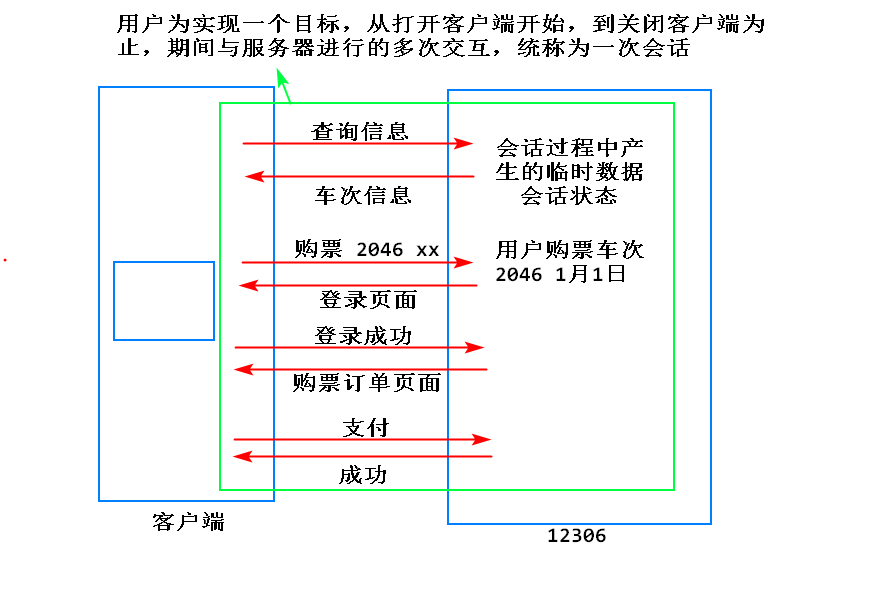 用户为实现一个目标，从打开客户端开始，到关闭客户端为
止，期间与服务器进行的多次交互，统称为一次会话
查询信息
会话过程中产
生的临时数据
会话状态
车次信息
购票 2046 xx
用户购票车次
2046 1月1日
登录页面
登录成功
购票订单页面
支付
成功
客户端
12306